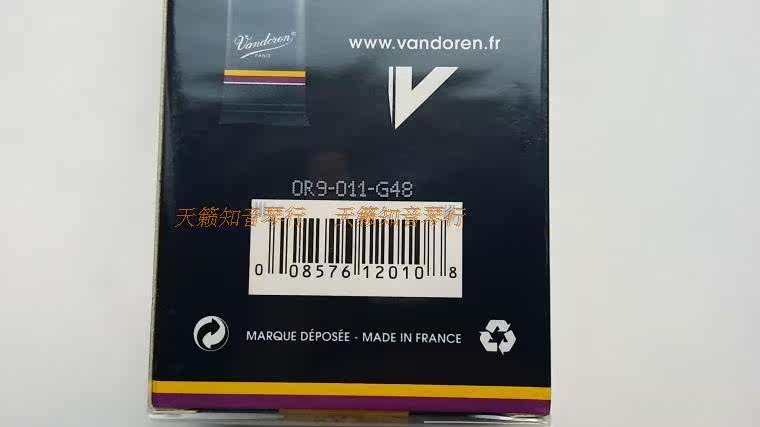 Vandoren®
PARIS
www.vandoren.fr
V
OR9-011-G48
天籁知音琴行 天籁知音琴行
0 08576 12010 8
MARQUE DÉPOSÉE - MADE IN FRANCE